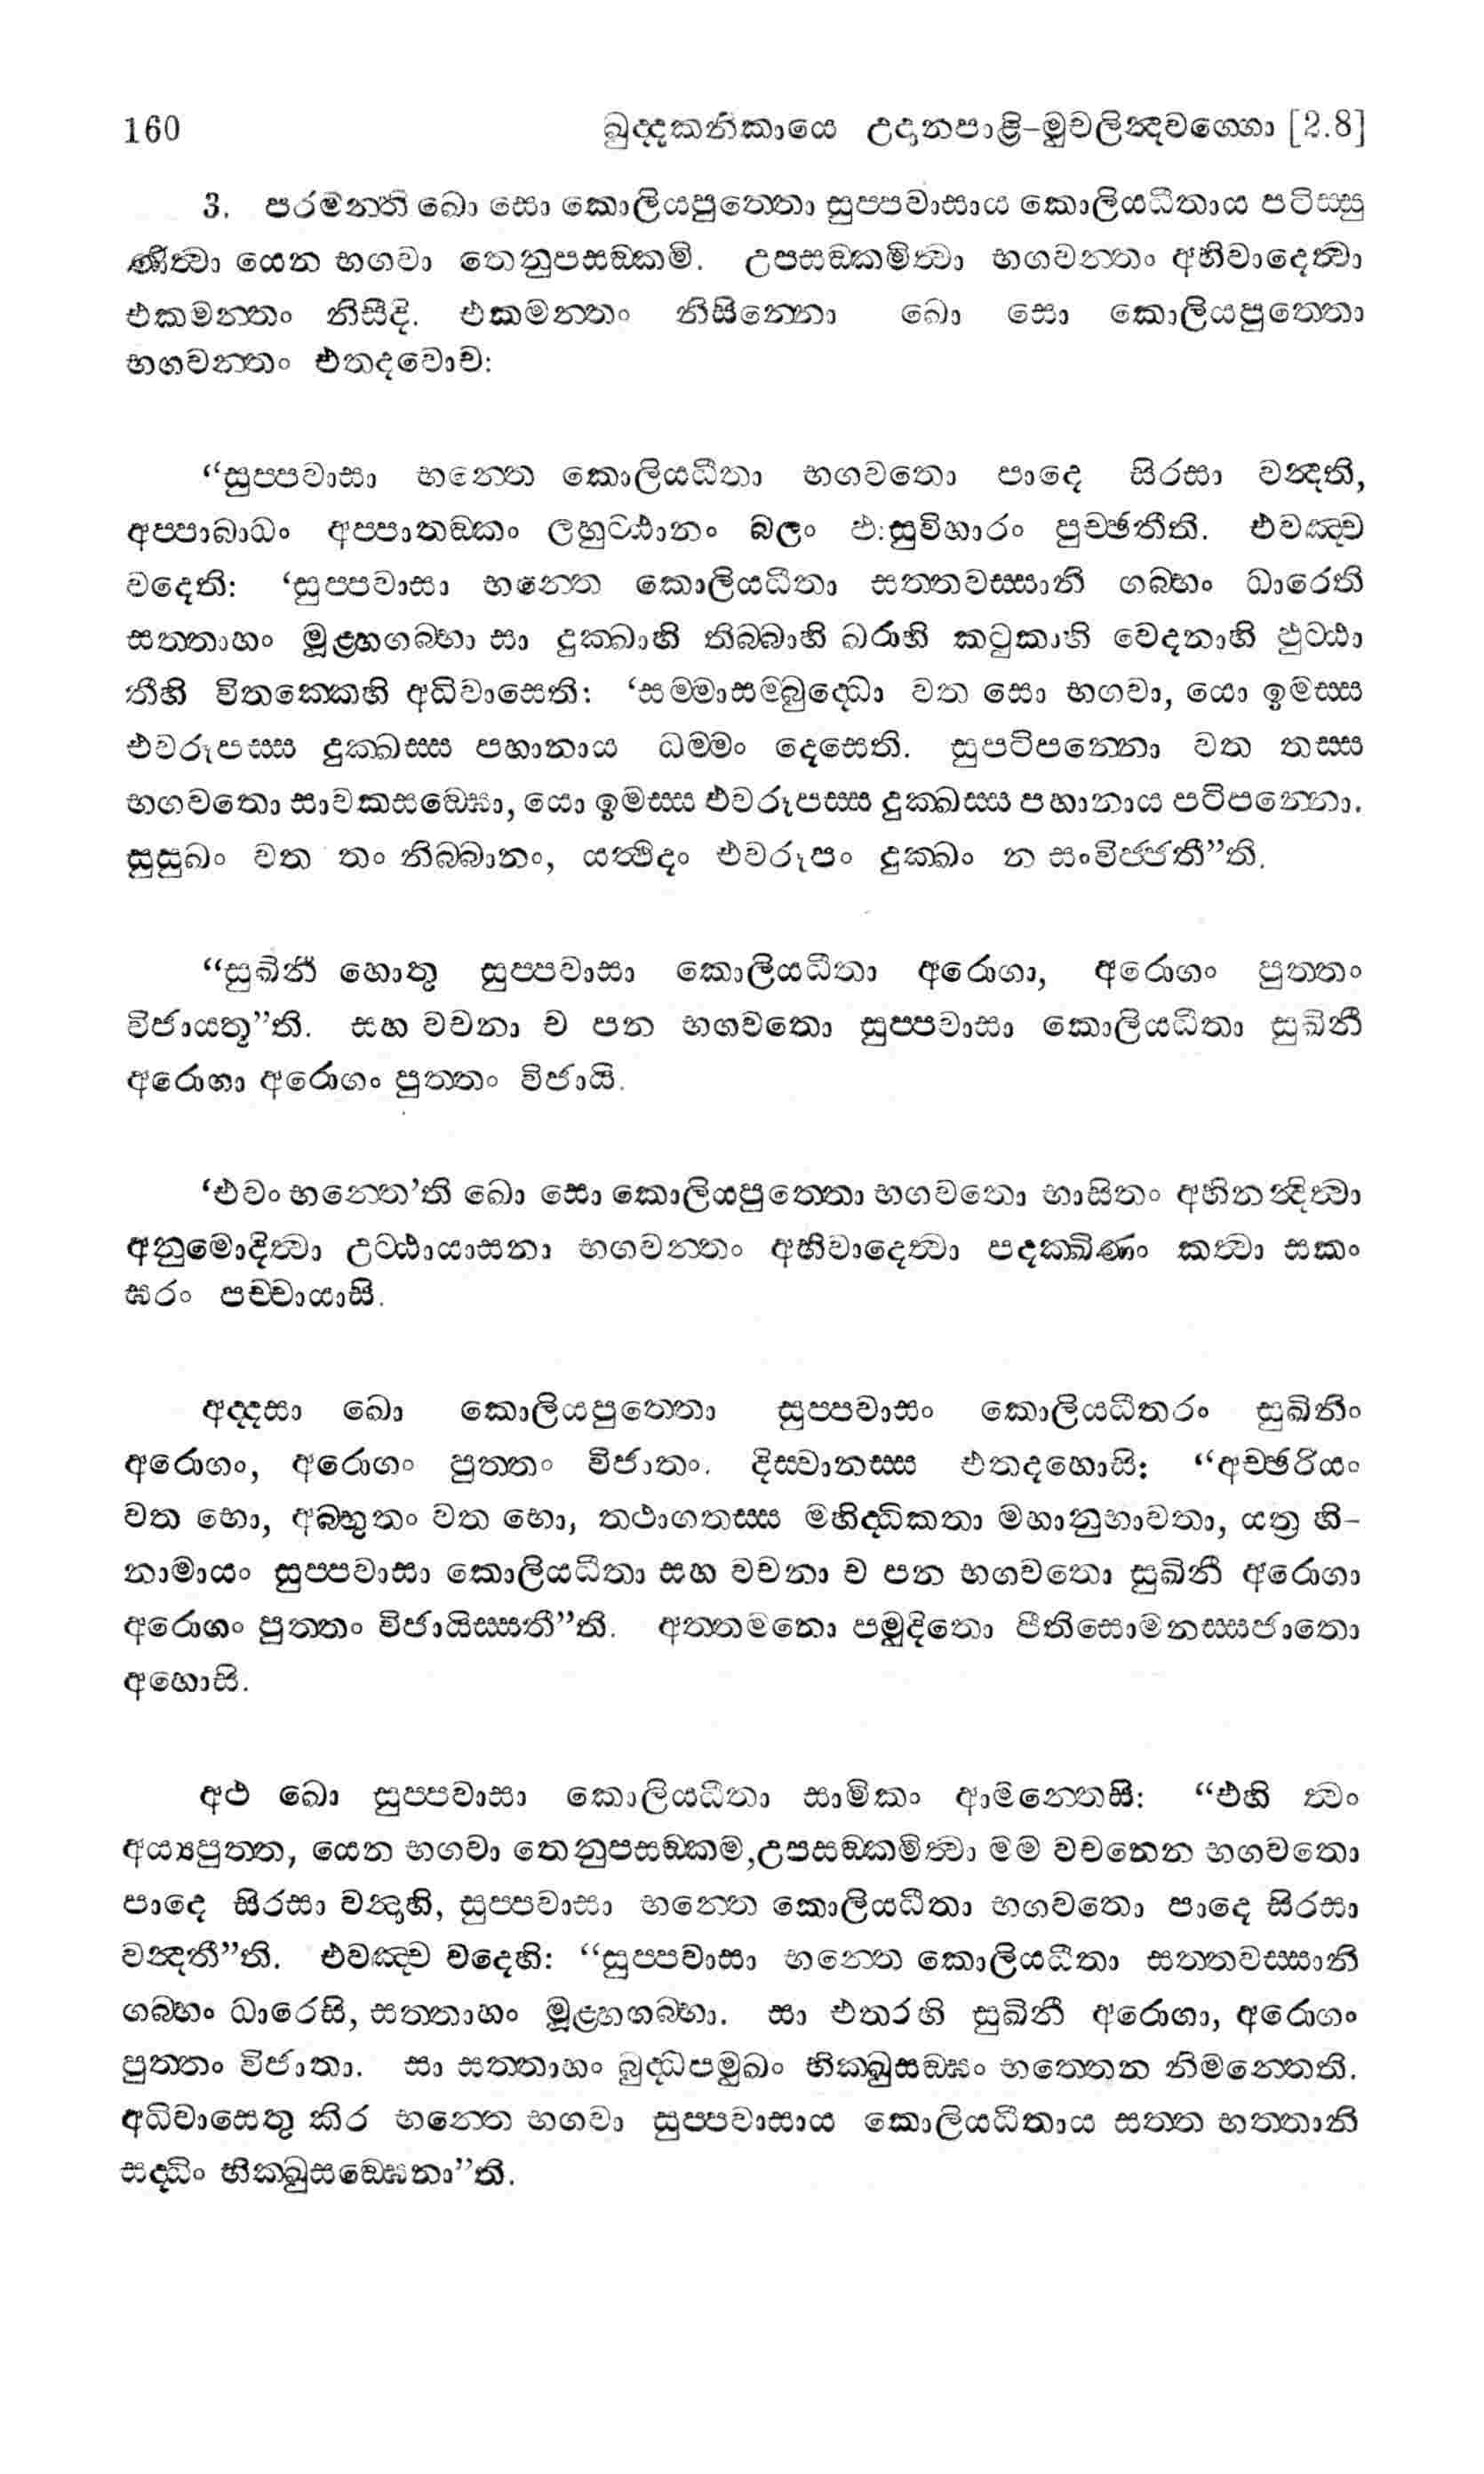 160 ඛුද්දකනිකායෙ උදානපාළි-මුචලින්දවග්ගො [2.8]
3. පරමන්ති ඛො සො කොලියපුත්තො සුප්පවාසාය කොලියධීතාය පටිස්සු
ණිත්වා යෙන භගවා තෙනුපසඞ්කමි. උපසඞ්කමිත්වා භගවන්තං අභිවාදෙත්වා
එකමන්තං නිසීදි. එකමන්තං නිසින්නො ඛො සො කොලියපුත්තො
භගවන්තං එතදවොච:
“සුප්පවාසා භන්තෙ කොලියධීතා භගවතො පාදෙ සිරසා වන්දති,
අප්පාබාධං අප්පාතඞ්කං ලහුට්ඨානං බලං ඵාසුවිහාරං පුච්ඡතීති. එවඤ්ච
වදෙති: ‘සුප්පවාසා භන්තෙ කොලියධීතා සත්තවස්සානි ගබ්භං ධාරෙති
සත්තාහං මූළ්හගබ්භා සා දුක්ඛාහි තිබ්බාහි ඛරාහි කටුකාහි වෙදනාහි ඵුට්ඨා
තීහි විතක්කෙහි අධිවාසෙති: ‘සම්මාසම්බුද්ධො වත සො භගවා, යො ඉමස්ස
එවරූපස්ස දුක්ඛස්ස පහානාය ධම්මං දෙසෙති. සුපටිපන්නො වත තස්ස
භගවතො සාවකසඞ්ඝො, යො ඉමස්ස එවරූපස්ස දුක්ඛස්ස පහානාය පටිපන්නො.
සුසුඛං වත තං නිබ්බානං, යත්ථිදං එවරූපං දුක්ඛං න සංවිජ්ජතී”ති.
“සුඛිනී හොතු සුප්පවාසා කොලියධීතා අරොගා, අරොගං පුත්තං
විජායතූ”ති. සහ වචනා ච පන භගවතො සුප්පවාසා කොලියධීතා සුඛිනී
අරොගා අරොගං පුත්තං විජායි.
‘එවං භන්තෙ’ති ඛො සො කොලියපුත්තො භගවතො භාසිතං අභිනන්දිත්වා
අනුමොදිත්වා උට්ඨායාසනා භගවන්තං අභිවාදෙත්වා පදක්ඛිණං කත්වා සකං
ඝරං පච්චායාසි.
අද්දසා ඛො කොලියපුත්තො සුප්පවාසං කොලියධීතරං සුඛිනිං
අරොගං, අරොගං පුත්තං විජාතං. දිස්වානස්ස එතදහොසි: “අච්ඡරියං
වත භො, අබ්භුතං වත භො, තථාගතස්ස මහිද්ධිකතා මහානුභාවතා, යත්‍ර හි-
නාමායං සුප්පවාසා කොලියධීතා සහ වචනා ච පන භගවතො සුඛිනී අරොගා
අරොගං පුත්තං විජායිස්සතී”ති. අත්තමනො පමුදිතො පීතිසොමනස්සජාතො
අහොසි.
අථ ඛො සුප්පවාසා කොලියධීතා සාමිකං ආමන්තෙසි: “එහි ත්වං
අය්‍යපුත්ත, යෙන භගවා තෙනුපසඞ්කම,උපසඞ්කමිත්වා මම වචනෙන භගවතො
පාදෙ සිරසා වන්දාහි, සුප්පවාසා භන්තෙ කොලියධීතා භගවතො පාදෙ සිරසා
වන්දතී”ති. එවඤ්ච වදෙහි: “සුප්පවාසා භන්තෙ කොලියධීතා සත්තවස්සානි
ගබ්භං ධාරෙසි, සත්තාහං මූළ්හගබ්භා. සා එතරහි සුඛිනී අරොගා, අරොගං
පුත්තං විජාතා. සා සත්තාහං බුද්ධපමුඛං භික්ඛුසඞ්ඝං භත්තෙන නිමන්තෙති.
අධිවාසෙතු කිර භන්තෙ භගවා සුප්පවාසාය කොලියධීතාය සත්ත භත්තානි
සද්ධිං භික්ඛුසඞ්ඝෙනා”ති.